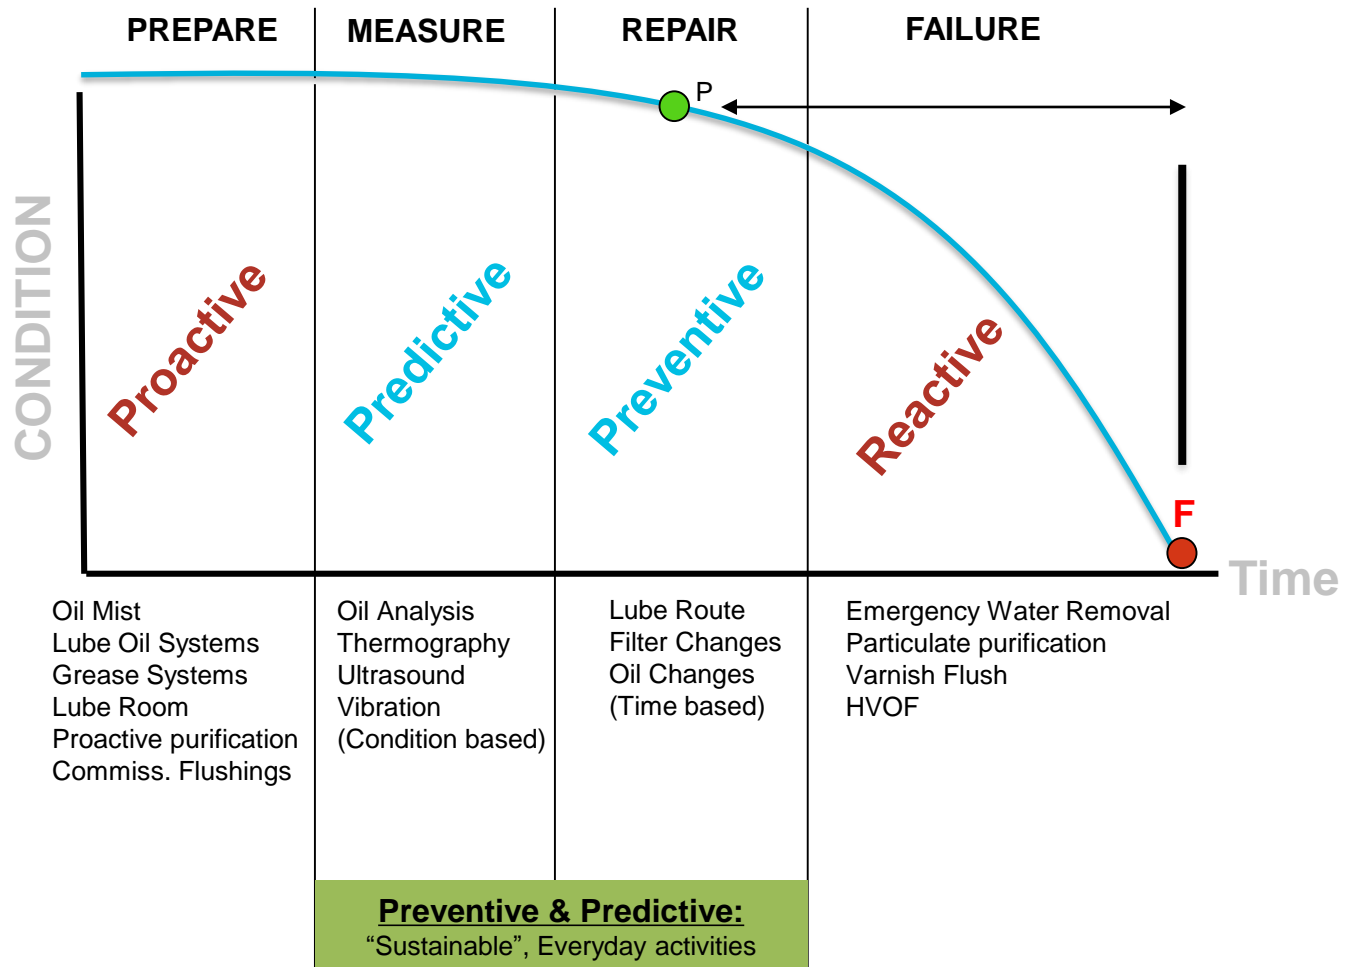 PREPARE
MEASURE
REPAIR
FAILURE
P
CONDITION
Proactive
Predictive
Preventive
Reactive
F
Time
Oil Mist
Lube Oil Systems
Grease Systems
Lube Room
Proactive purification
Commiss. Flushings
Oil Analysis
Thermography
Ultrasound
Vibration
(Condition based)
Lube Route
Filter Changes
Oil Changes
(Time based)
Emergency Water Removal
Particulate purification
Varnish Flush
HVOF
Preventive & Predictive:
“Sustainable”, Everyday activities